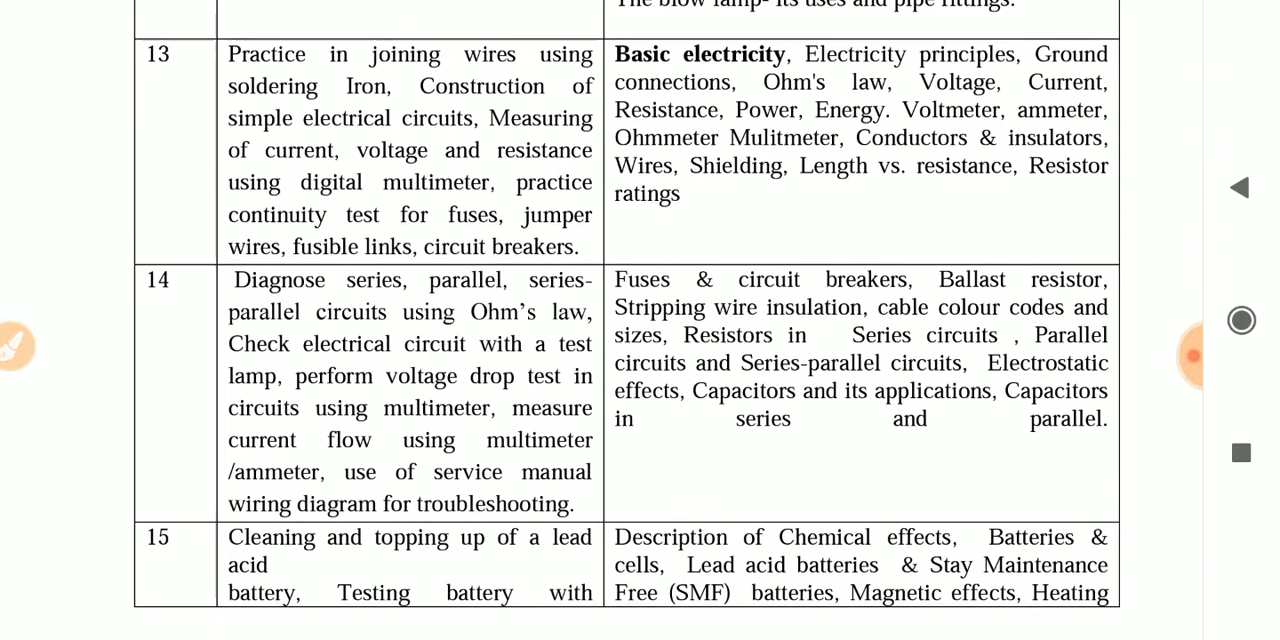 The blow lamp- its uses and pipe fittings.
13
Practice in joining wires using
soldering Iron, Construction of
simple electrical circuits, Measuring
of current, voltage and resistance
using digital multimeter, practice
continuity test for fuses, jumper
wires, fusible links, circuit breakers.
Basic electricity, Electricity principles, Ground
connections, Ohm's law, Voltage, Current,
Resistance, Power, Energy. Voltmeter, ammeter,
Ohmmeter Mulitmeter, Conductors & insulators,
Wires, Shielding, Length vs. resistance, Resistor
ratings
14
Diagnose series, parallel, series-
parallel circuits using Ohm’s law,
Check electrical circuit with a test
lamp, perform voltage drop test in
circuits using multimeter, measure
current flow using multimeter
/ammeter, use of service manual
wiring diagram for troubleshooting.
Fuses & circuit breakers, Ballast resistor,
Stripping wire insulation, cable colour codes and
sizes, Resistors in Series circuits , Parallel
circuits and Series-parallel circuits, Electrostatic
effects, Capacitors and its applications, Capacitors
in series and parallel.
15
Cleaning and topping up of a lead
acid
battery, Testing battery with
Description of Chemical effects, Batteries &
cells, Lead acid batteries & Stay Maintenance
Free (SMF) batteries, Magnetic effects, Heating